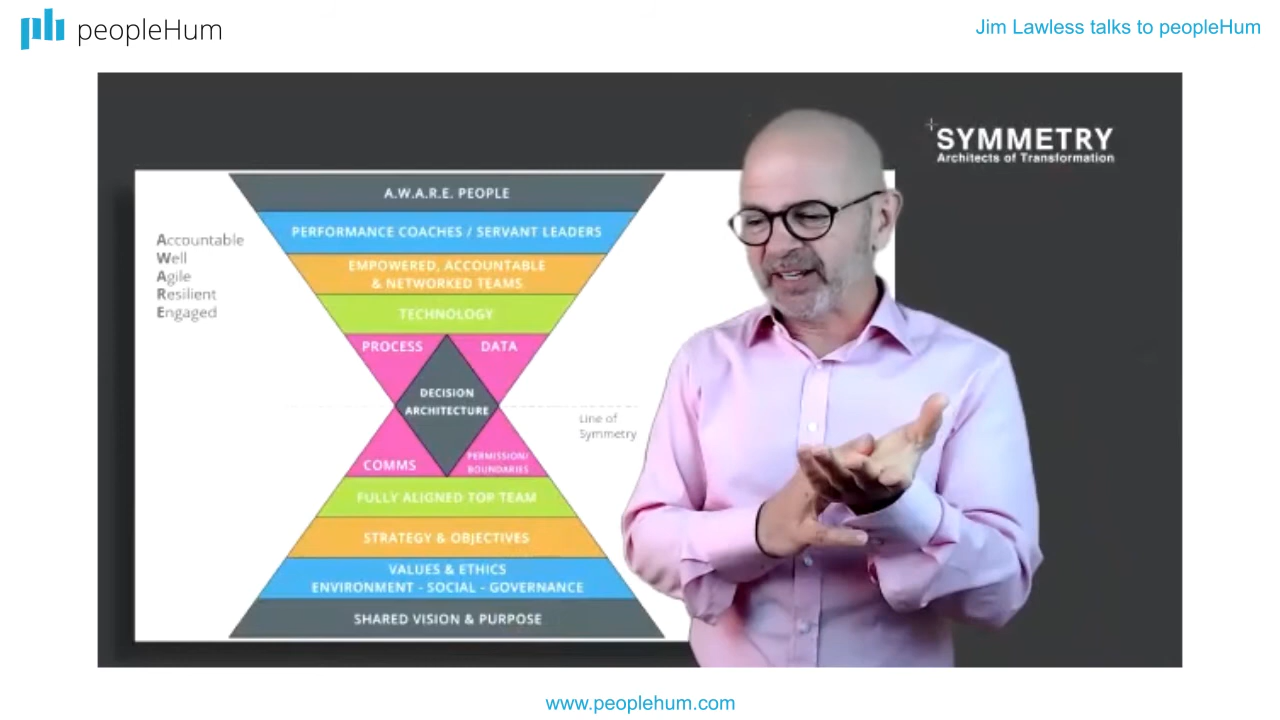 peopleHum
Jim Lawless talks to peopleHum
SYMMETRY
Architects of Transformation
A.W.A.R.E. PEOPLE
PERFORMANCE COACHES / SERVANT LEADERS
EMPOWERED, ACCOUNTABLE
& NETWORKED TEAMS
TECHNOLOGY
PROCESS
DATA
DECISION
ARCHITECTURE
COMMS
PERMISSION/
BOUNDARIES
FULLY ALIGNED TOP TEAM
STRATEGY & OBJECTIVES
VALUES & ETHICS
ENVIRONMENT - SOCIAL - GOVERNANCE
SHARED VISION & PURPOSE
Accountable
Well
Agile
Resilient
Engaged
Line of
Symmetry
www.peoplehum.com